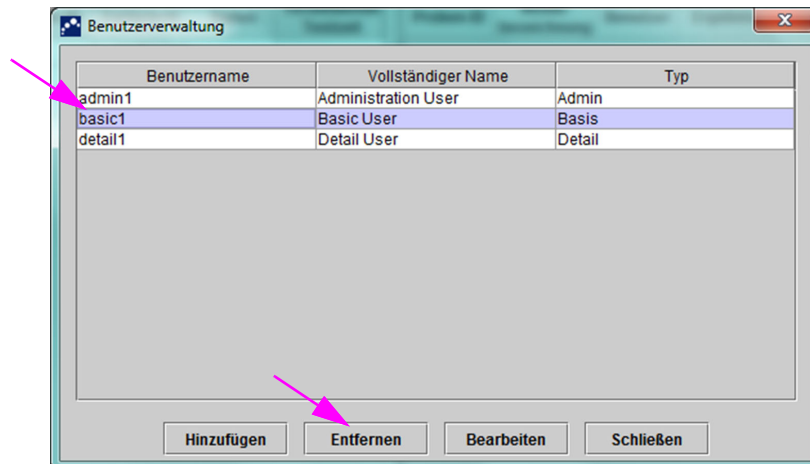 Benutzerverwaltung
Benutzername Vollständiger Name Typ
admin1 Administration User Admin
basic1 Basic User Basis
detail1 Detail User Detail
Hinzufügen Entfernen Bearbeiten Schließen